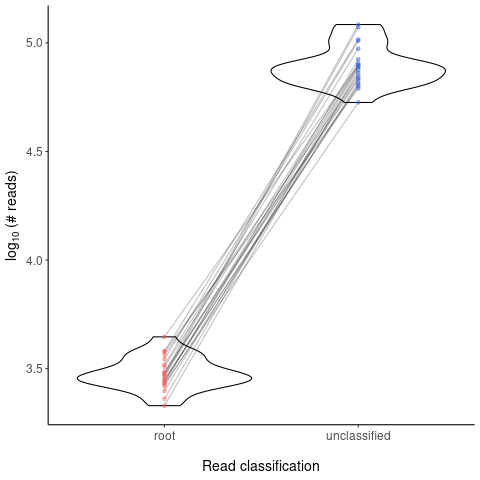 5.0
4.5
4.0
3.5
log₁₀ (# reads)
root unclassified
Read classification